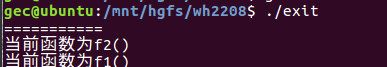 gec@ubuntu:/mnt/hgfs/wh2208$ ./exit
===========
当前函数为f2()
当前函数为f1()